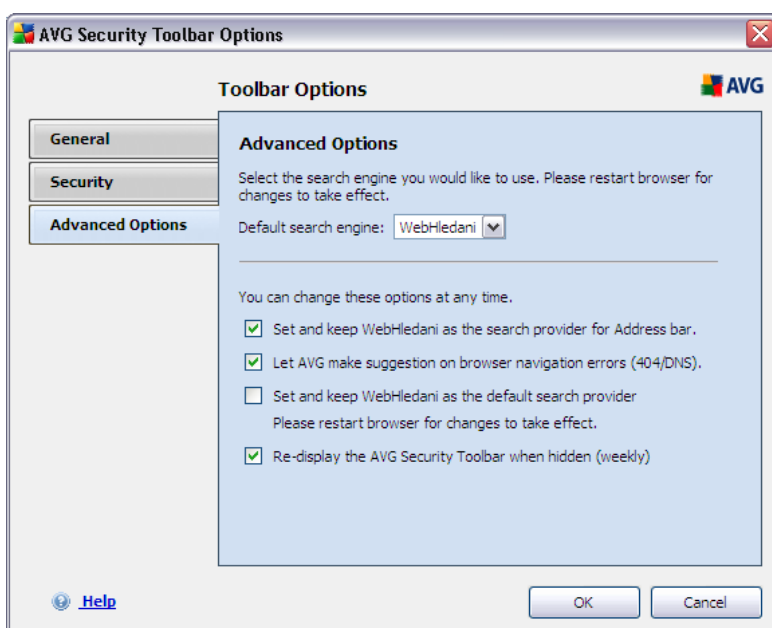 AVG Security Toolbar Options
Toolbar Options
AVG
General
Security
Advanced Options
Advanced Options
Select the search engine you would like to use. Please restart browser for
changes to take effect.
Default search engine: WebHledani
You can change these options at any time.
Set and keep WebHledani as the search provider for Address bar.
Let AVG make suggestion on browser navigation errors (404/DNS).
Set and keep WebHledani as the default search provider
Please restart browser for changes to take effect.
Re-display the AVG Security Toolbar when hidden (weekly)
Help
OK
Cancel